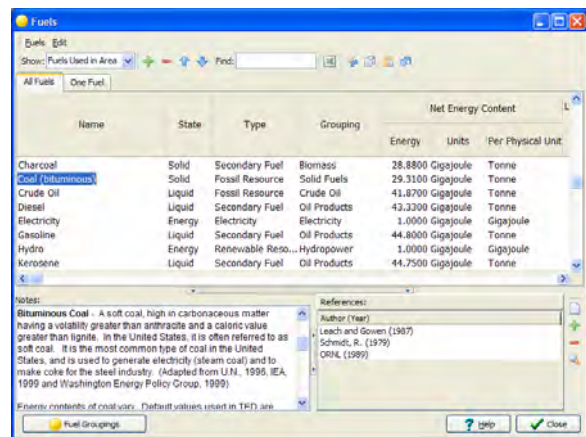 Fuels
Fuels Edit
Show: Fuels Used in Area Find:
All Fuels One Fuel
Net Energy Content L
Name State Type Grouping
Energy Units Per Physical Unit
Charcoal Solid Secondary Fuel Biomass 28.8800 Gigajoule Tonne
Coal (bituminous) Solid Fossil Resource Solid Fuels 29.3100 Gigajoule Tonne
Crude Oil Liquid Fossil Resource Crude Oil 41.8700 Gigajoule Tonne
Diesel Liquid Secondary Fuel Oil Products 43.3300 Gigajoule Tonne
Electricity Energy Electricity Electricity 1.0000 Gigajoule Gigajoule
Gasoline Liquid Secondary Fuel Oil Products 44.8000 Gigajoule Tonne
Hydro Energy Renewable Reso... Hydropower 1.0000 Gigajoule Gigajoule
Kerosene Liquid Secondary Fuel Oil Products 44.7500 Gigajoule Tonne
Notes:
Bituminous Coal - A soft coal, high in carbonaceous matter
having a volatility greater than anthracite and a caloric value
greater than lignite. In the United States, it is often referred to as
soft coal. It is the most common type of coal in the United
States, and is used to generate electricity (steam coal) and to
make coke for the steel industry. (Adapted from U.N., 1996, IEA,
1999 and Washington Energy Policy Group, 1999)
Energy contents of coal vary. Default values used in TED are
References:
Author (Year)
Leach and Gowen (1987)
Schmidt, R. (1979)
ORNL (1989)
Fuel Groupings Help Close